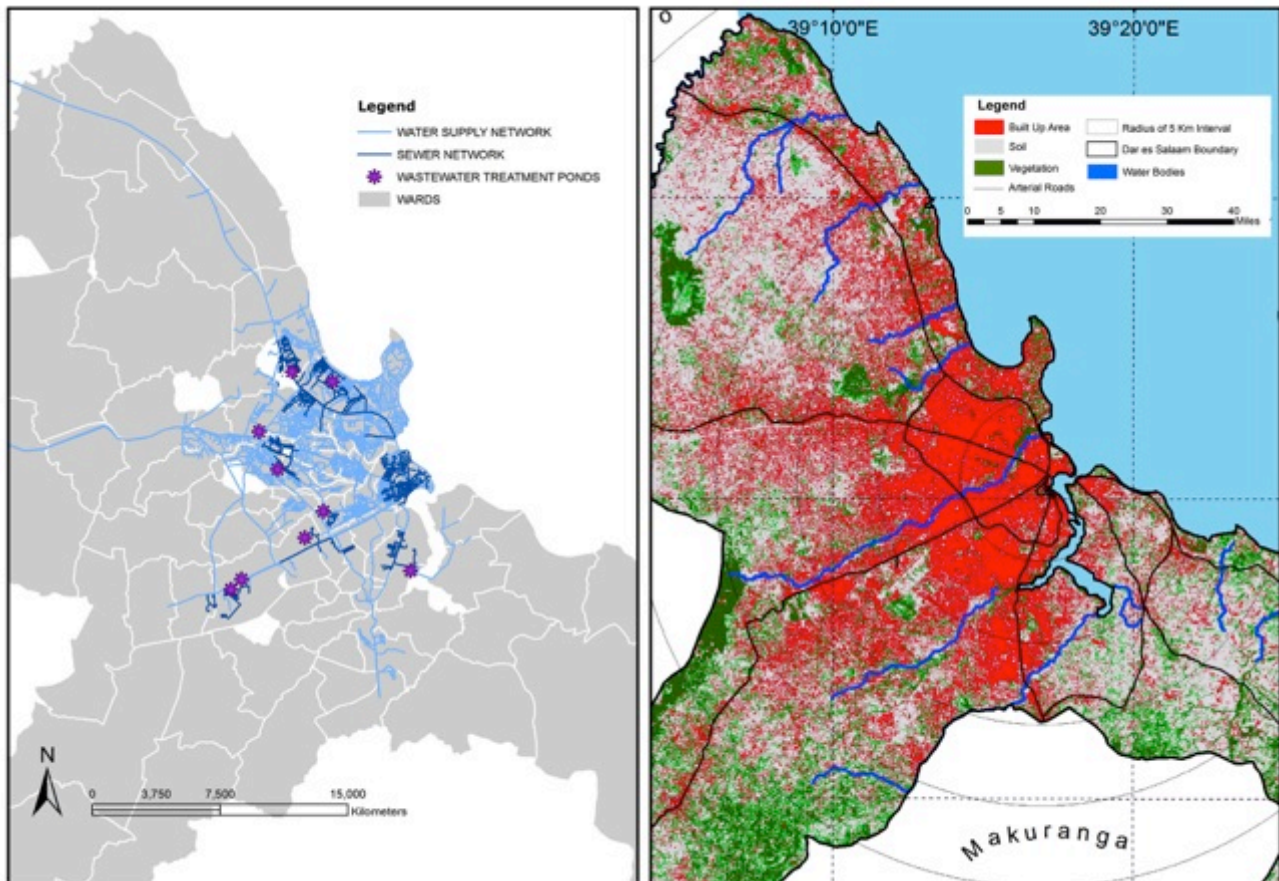 Legend
WATER SUPPLY NETWORK
SEWER NETWORK
WASTEWATER TREATMENT PONDS
WARDS
N
0 3,750 7,500 15,000
Kilometers
39°10'0"E 39°20'0"E
Legend
Built Up Area Radius of 5 Km Interval
Soil Dar es Salaam Boundary
Vegetation Water Bodies
Arterial Roads
0 5 10 20 30 40
Miles
Makuranga